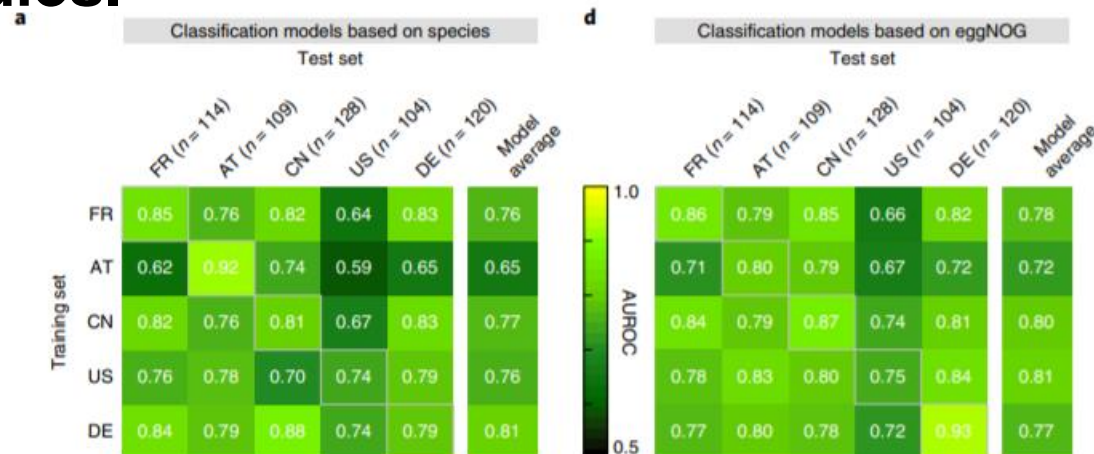 a
Classification models based on species
Test set
FR (n = 114) AT (n = 109) CN (n = 128) US (n = 104) DE (n = 120) Model average
Training set
FR 0.85 0.76 0.82 0.64 0.83 0.76
AT 0.62 0.92 0.74 0.59 0.65 0.65
CN 0.82 0.76 0.81 0.67 0.83 0.77
US 0.76 0.78 0.70 0.74 0.79 0.76
DE 0.84 0.79 0.88 0.74 0.79 0.81
1.0
AUROC
0.5
d
Classification models based on eggNOG
Test set
FR (n = 114) AT (n = 109) CN (n = 128) US (n = 104) DE (n = 120) Model average
0.86 0.79 0.85 0.66 0.82 0.78
0.71 0.80 0.79 0.67 0.72 0.72
0.84 0.79 0.87 0.74 0.81 0.80
0.78 0.83 0.80 0.75 0.84 0.81
0.77 0.80 0.78 0.72 0.93 0.77